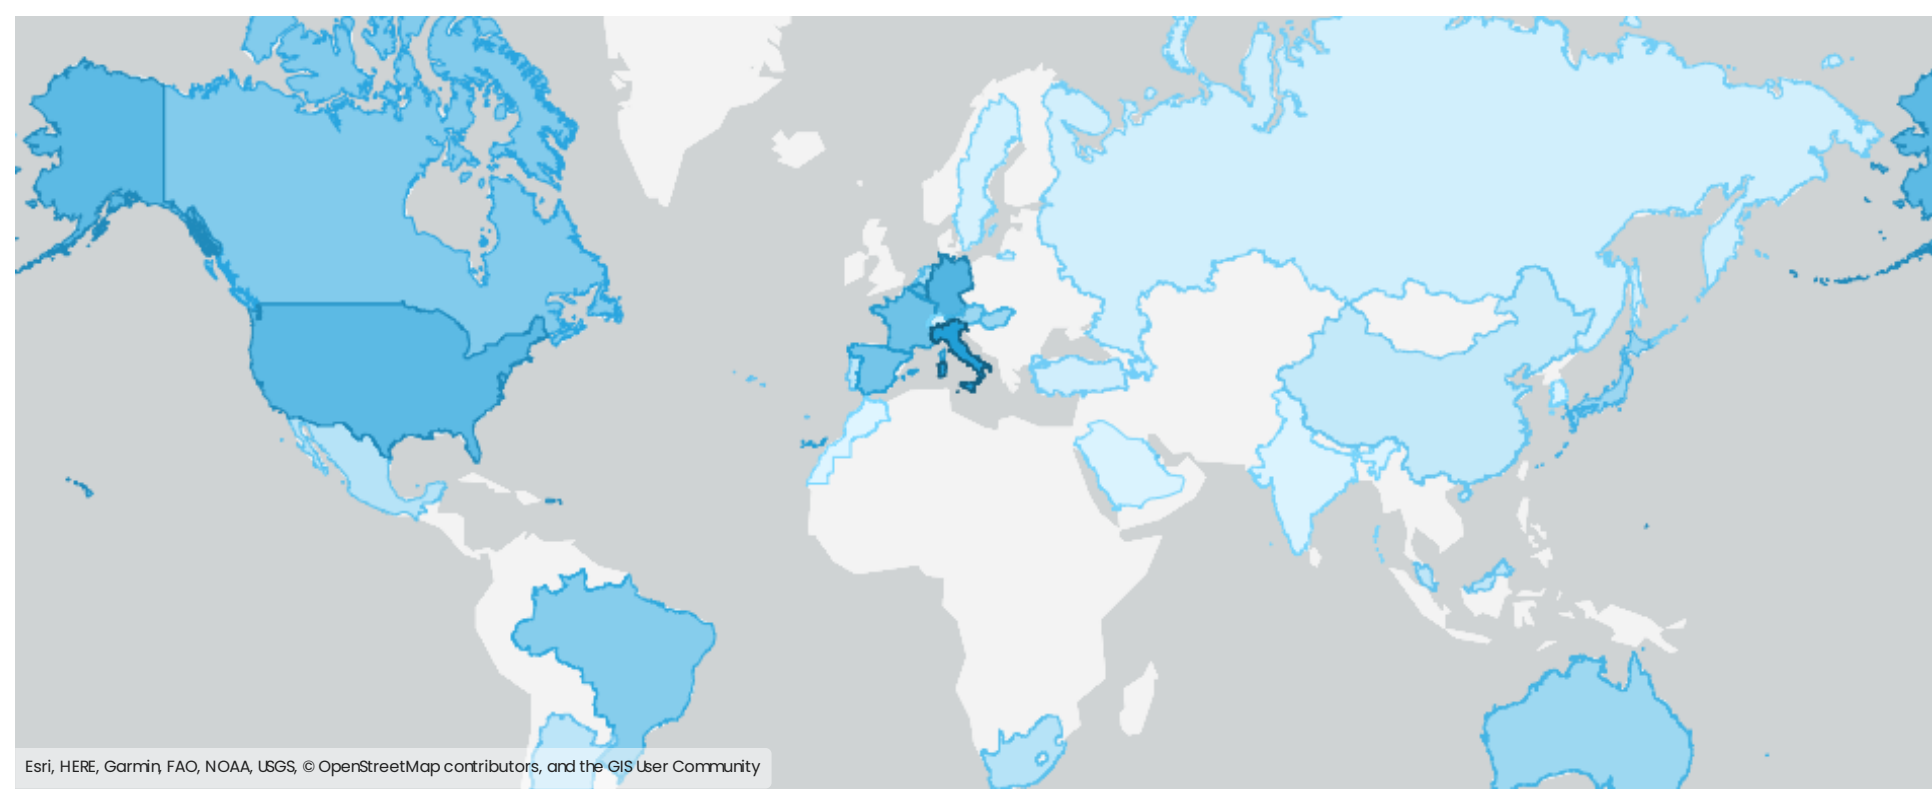 Esri, HERE, Garmin, FAO, NOAA, USGS, © OpenStreetMap contributors, and the GIS User Community